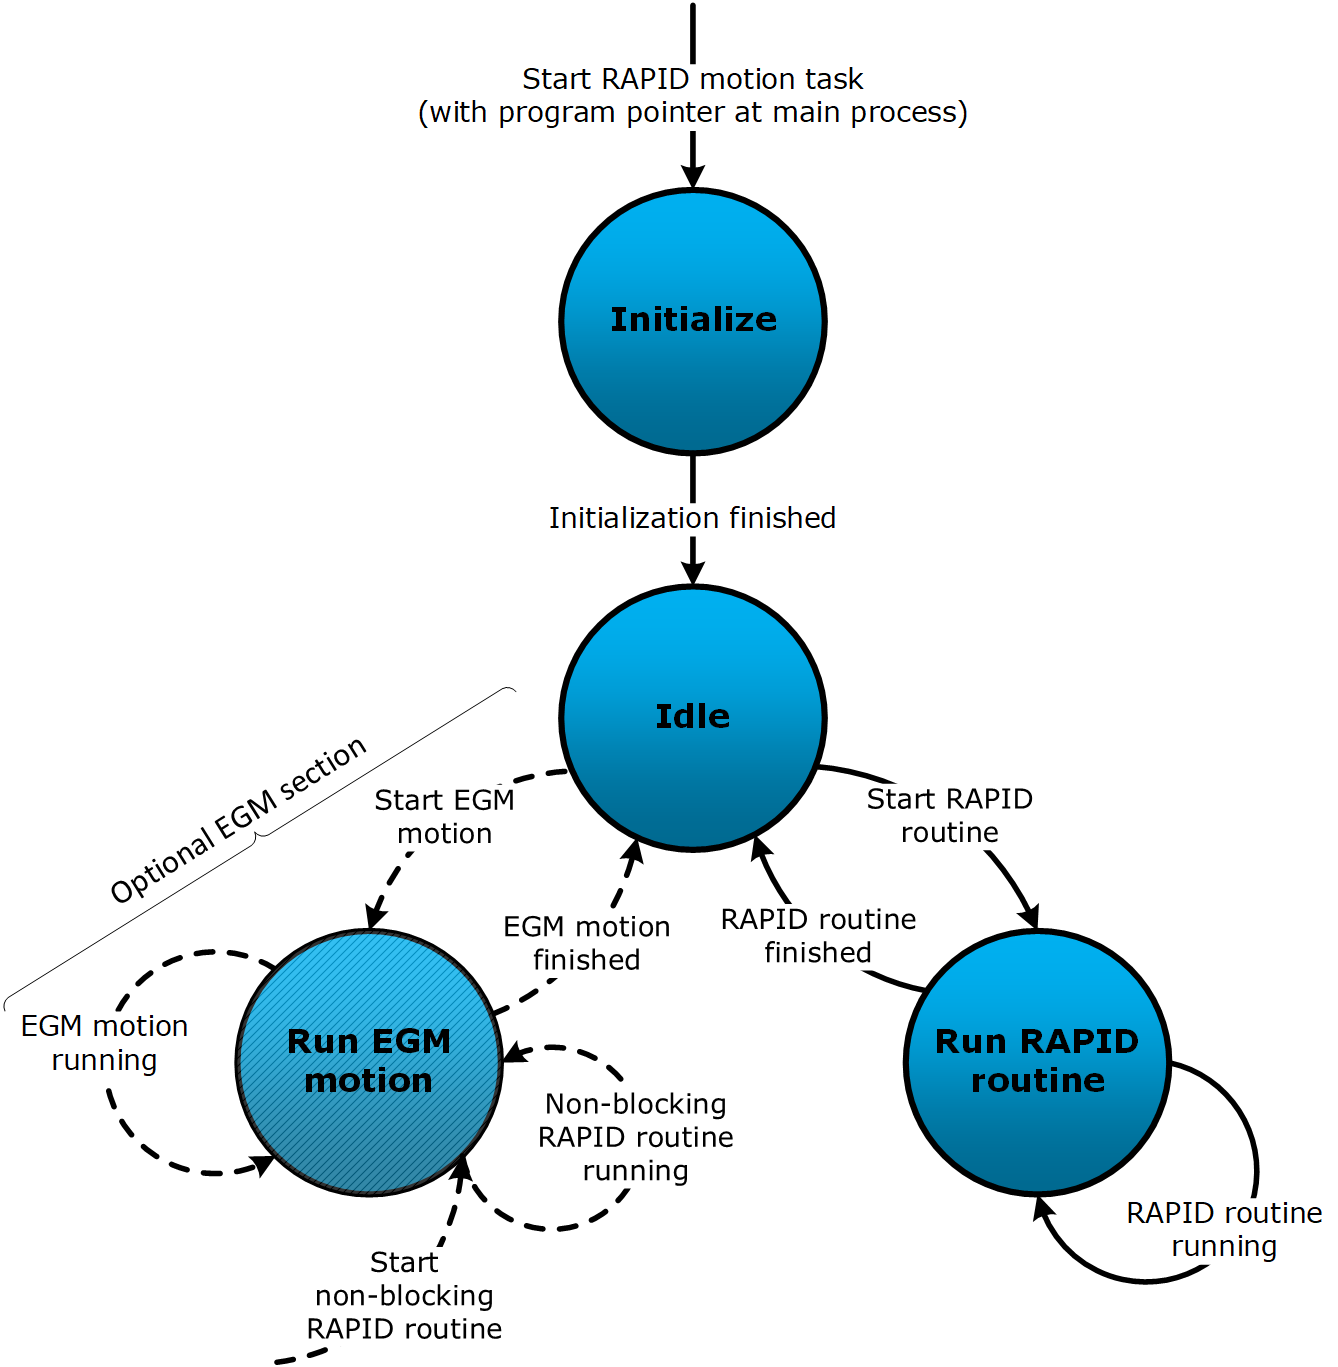 Start RAPID motion task
(with program pointer at main process)
Initialize
Initialization finished
Idle
Optional EGM section
Start EGM
motion
Start RAPID
routine
EGM motion
finished
RAPID routine
finished
EGM motion
running
Run EGM
motion
Run RAPID
routine
Non-blocking
RAPID routine
running
RAPID routine
running
Start
non-blocking
RAPID routine